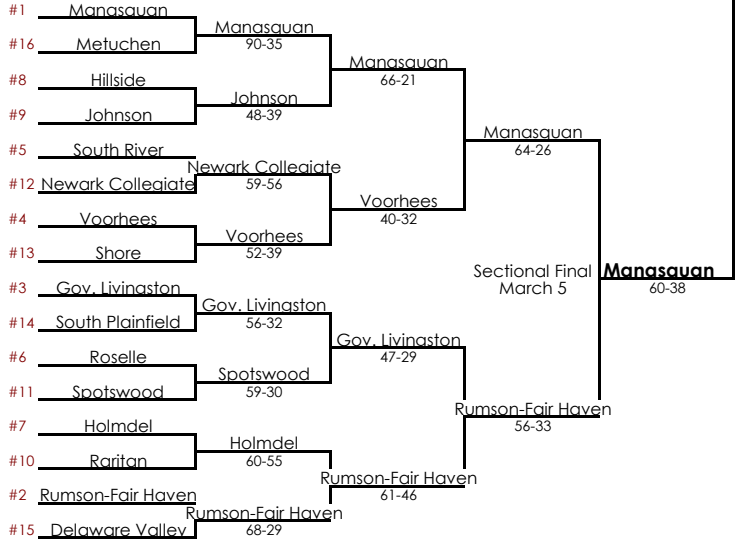 #1 Manasquan
#16 Metuchen
#8 Hillside
#9 Johnson
#5 South River
#12 Newark Collegiate
#4 Voorhees
#13 Shore
#3 Gov. Livingston
#14 South Plainfield
#6 Roselle
#11 Spotswood
#7 Holmdel
#10 Raritan
#2 Rumson-Fair Haven
#15 Delaware Valley
Manasquan
90-35
Johnson
48-39
Newark Collegiate
59-56
Voorhees
52-39
Gov. Livingston
56-32
Spotswood
59-30
Holmdel
60-55
Rumson-Fair Haven
68-29
Manasquan
66-21
Voorhees
40-32
Gov. Livingston
47-29
Rumson-Fair Haven
61-46
Manasquan
64-26
Rumson-Fair Haven
56-33
Sectional Final
March 5
Manasquan
60-38